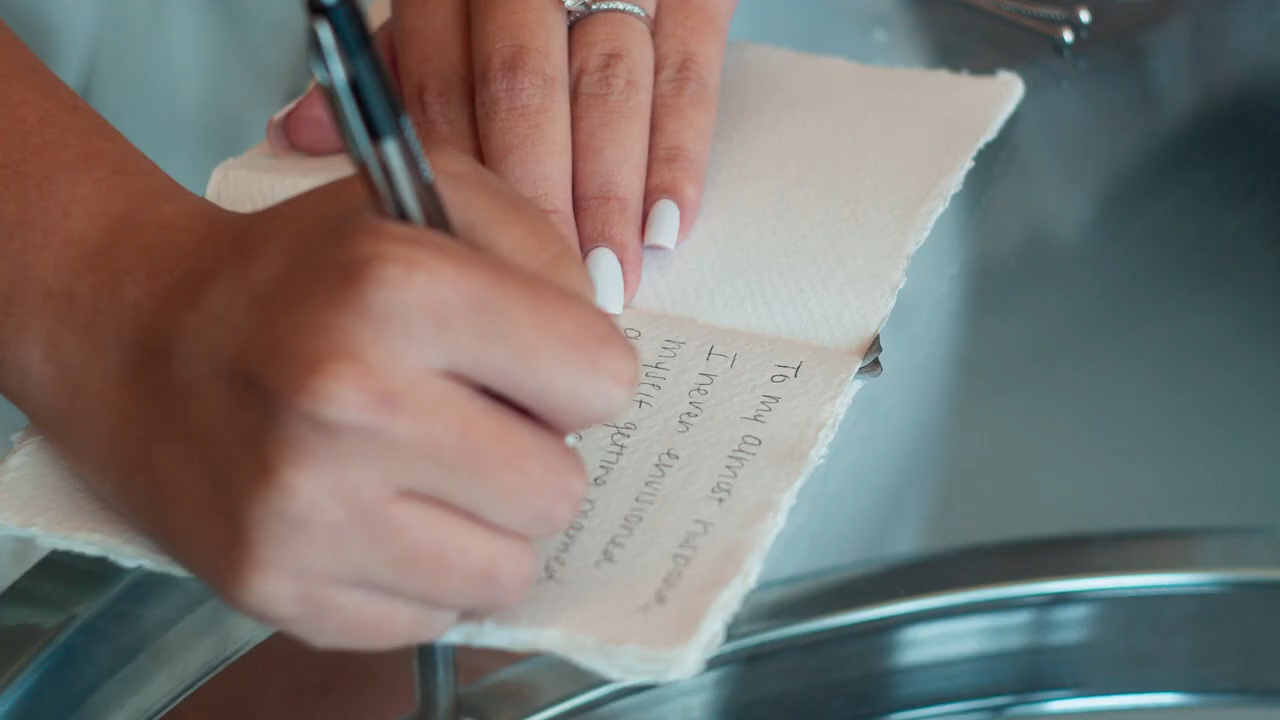 To my almost husband,
I never envisioned
myself getting married